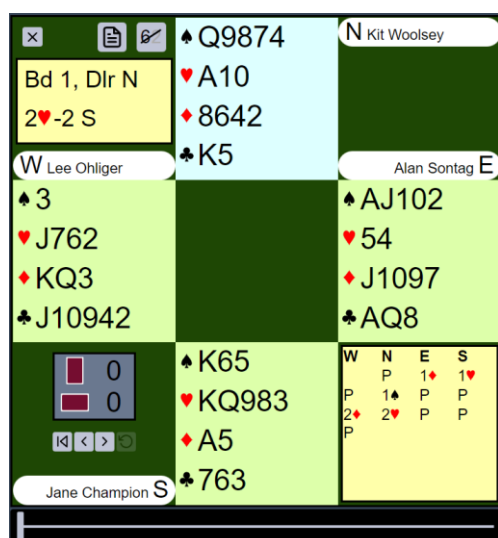 Bd 1, Dlr N
2♥-2 S
♠Q9874
♥A10
♦8642
♣K5
N Kit Woolsey
W Lee Ohliger
Alan Sontag E
♠3
♥J762
♦KQ3
♣J10942
♠AJ102
♥54
♦J1097
♣AQ8
0
0
Jane Champion S
♠K65
♥KQ983
♦A5
♣763
W N E S
P 1♦ 1♥
P 1♠ P P
2♦ 2♥ P P
P